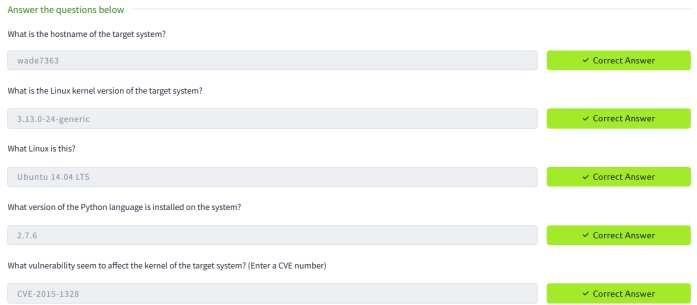 Answer the questions below
What is the hostname of the target system?
wade7363
✓ Correct Answer
What is the Linux kernel version of the target system?
3.13.0-24-generic
✓ Correct Answer
What Linux is this?
Ubuntu 14.04 LTS
✓ Correct Answer
What version of the Python language is installed on the system?
2.7.6
✓ Correct Answer
What vulnerability seem to affect the kernel of the target system? (Enter a CVE number)
CVE-2015-1328
✓ Correct Answer